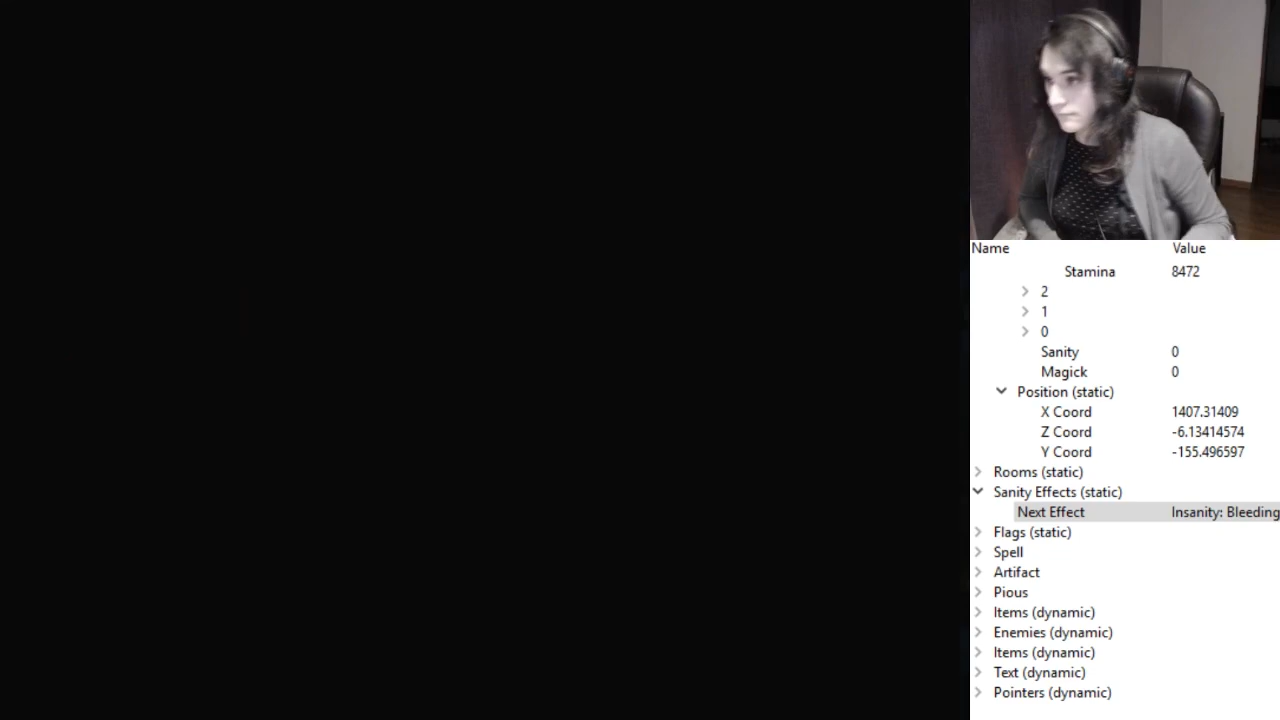 Name Value
Stamina 8472
2
1
0
Sanity 0
Magick 0
Position (static)
X Coord 1407.31409
Z Coord -6.13414574
Y Coord -155.496597
Rooms (static)
Sanity Effects (static)
Next Effect Insanity: Bleeding
Flags (static)
Spell
Artifact
Pious
Items (dynamic)
Enemies (dynamic)
Items (dynamic)
Text (dynamic)
Pointers (dynamic)